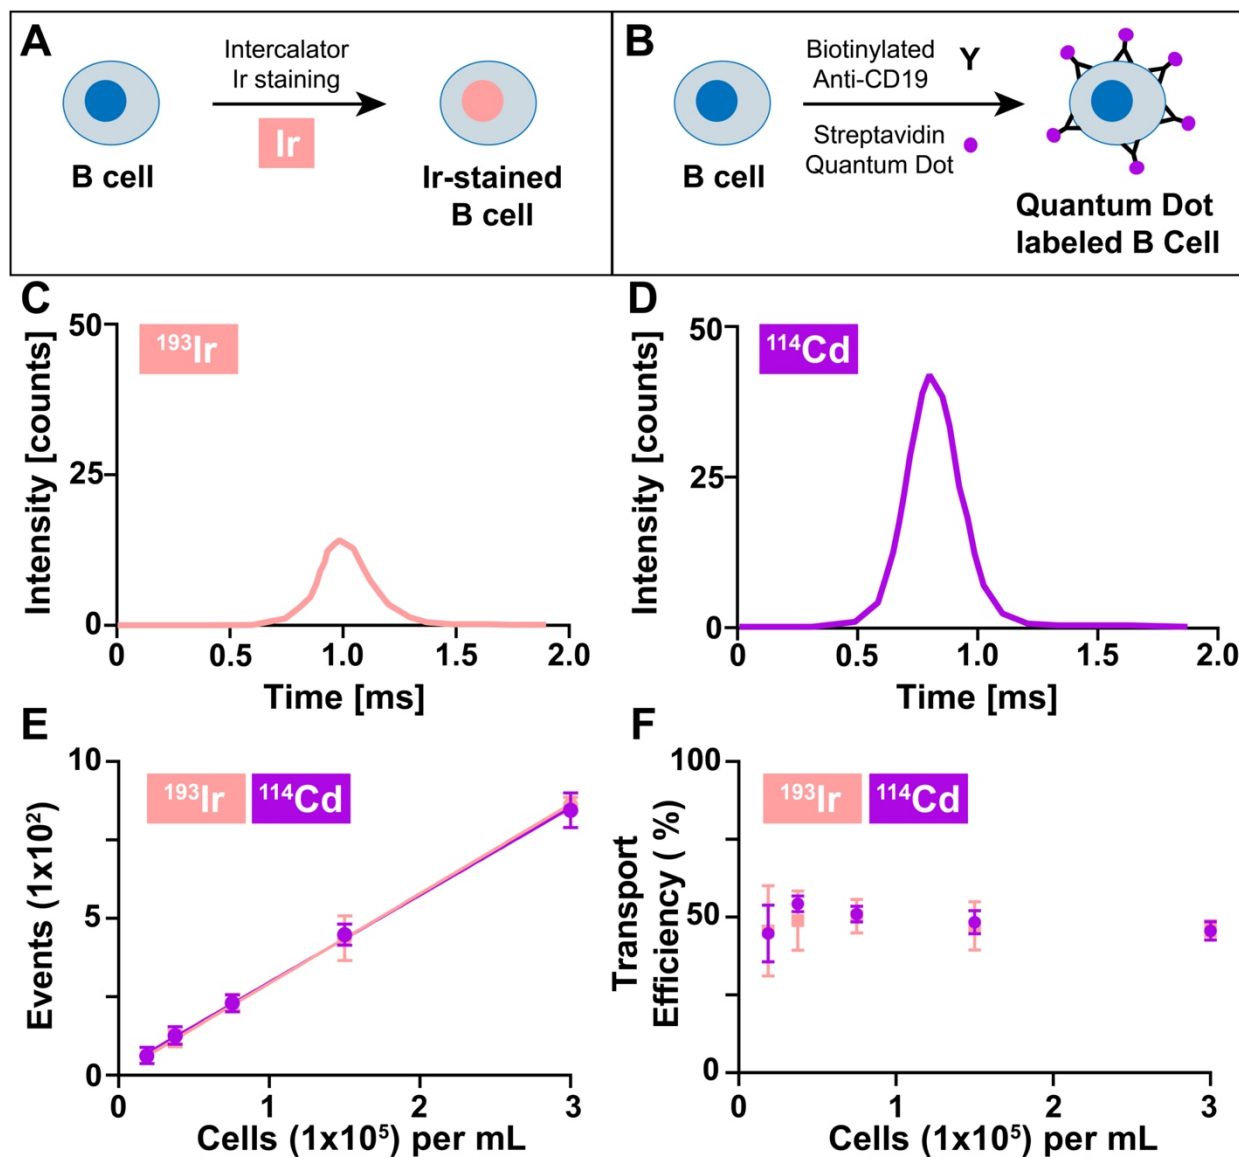 A
Intercalator
Ir staining
Ir
B cell
Ir-stained
B cell
B
Biotinylated
Anti-CD19
Y
Streptavidin
Quantum Dot
B cell
Quantum Dot
labeled B Cell
C
¹⁹³Ir
Intensity [counts]
50
25
0
0 0.5 1.0 1.5 2.0
Time [ms]
D
¹¹⁴Cd
Intensity [counts]
50
25
0
0 0.5 1.0 1.5 2.0
Time [ms]
E
¹⁹³Ir ¹¹⁴Cd
Events (1x10²)
10
5
0
0 1 2 3
Cells (1x10⁵) per mL
F
¹⁹³Ir ¹¹⁴Cd
Transport
Efficiency ( %)
100
50
0
0 1 2 3
Cells (1x10⁵) per mL